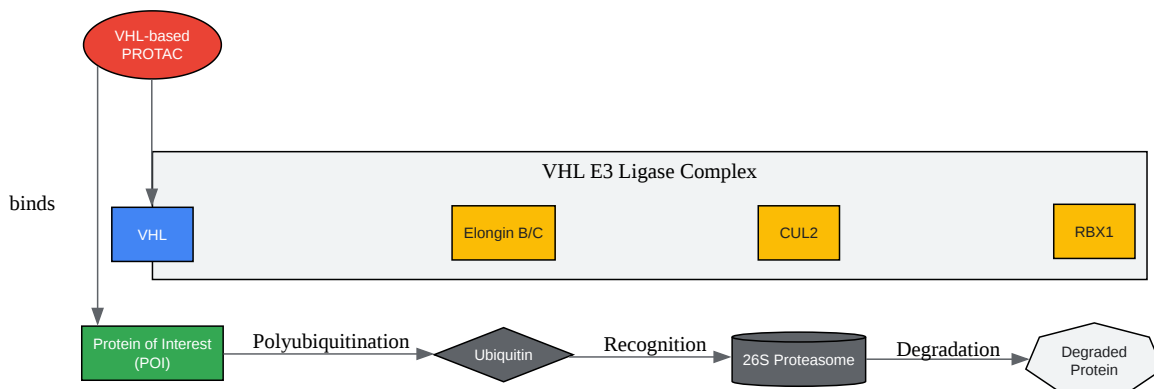 VHL-based
PROTAC
VHL E3 Ligase Complex
binds
VHL
Elongin B/C
CUL2
RBX1
Protein of Interest
(POI)
Polyubiquitination
Ubiquitin
Recognition
26S Proteasome
Degradation
Degraded
Protein